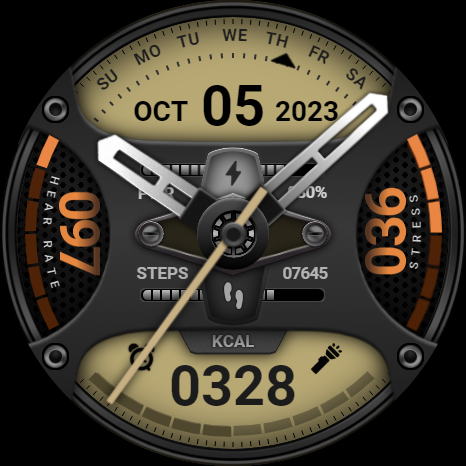 SU MO TU WE TH FR SA
OCT 05 2023
HEAR RATE
097
STEPS 07645
036
STRESS
KCAL
0328